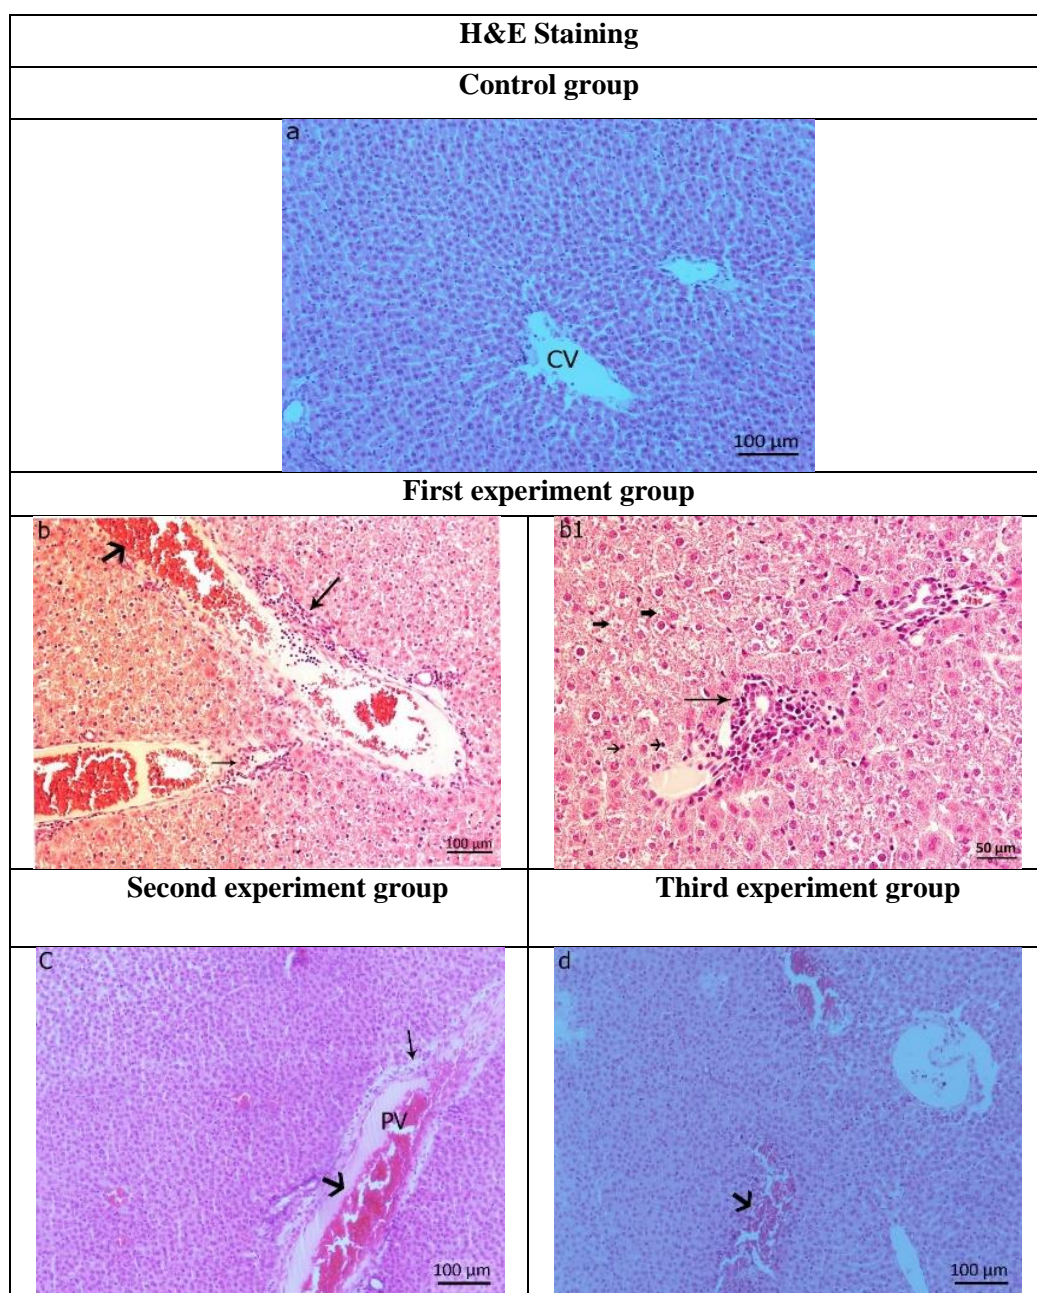 H&E Staining
Control group
a
CV
100 µm
First experiment group
b
100 µm
b1
50 µm
Second experiment group
Third experiment group
C
PV
100 µm
d
100 µm